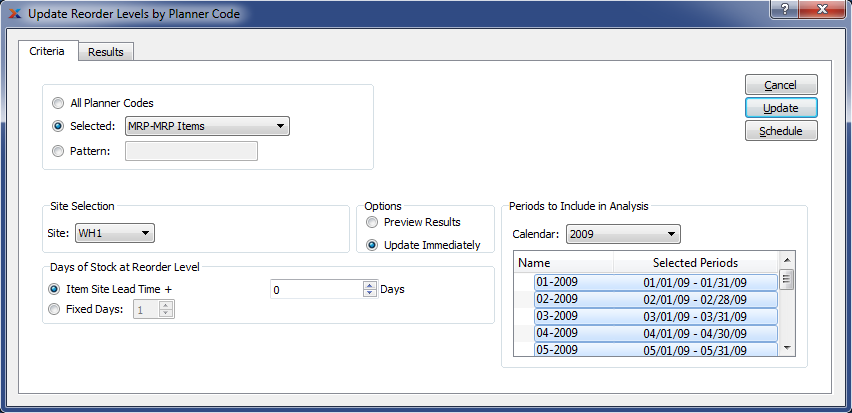 Update Reorder Levels by Planner Code
Criteria
Results
All Planner Codes
Selected: MRP-MRP Items
Pattern:
Cancel
Update
Schedule
Site Selection
Site: WH1
Options
Preview Results
Update Immediately
Days of Stock at Reorder Level
Item Site Lead Time + 0 Days
Fixed Days: 1
Periods to Include in Analysis
Calendar: 2009
Name Selected Periods
01-2009 01/01/09 - 01/31/09
02-2009 02/01/09 - 02/28/09
03-2009 03/01/09 - 03/31/09
04-2009 04/01/09 - 04/30/09
05-2009 05/01/09 - 05/31/09